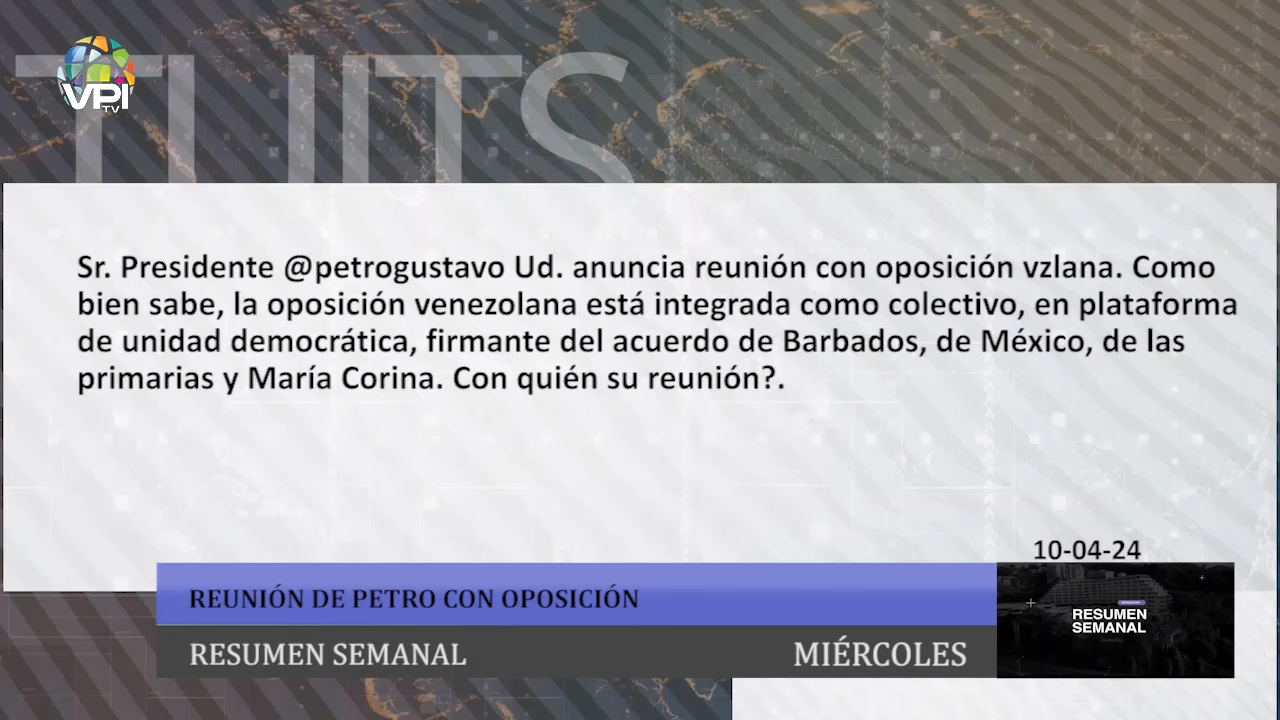 TUITS
VPI
TV
Sr. Presidente @petrogustavo Ud. anuncia reunión con oposición vzlana. Como
bien sabe, la oposición venezolana está integrada como colectivo, en plataforma
de unidad democrática, firmante del acuerdo de Barbados, de México, de las
primarias y María Corina. Con quién su reunión?.
10-04-24
REUNIÓN DE PETRO CON OPOSICIÓN
RESUMEN SEMANAL
MIÉRCOLES
RESUMEN
SEMANAL